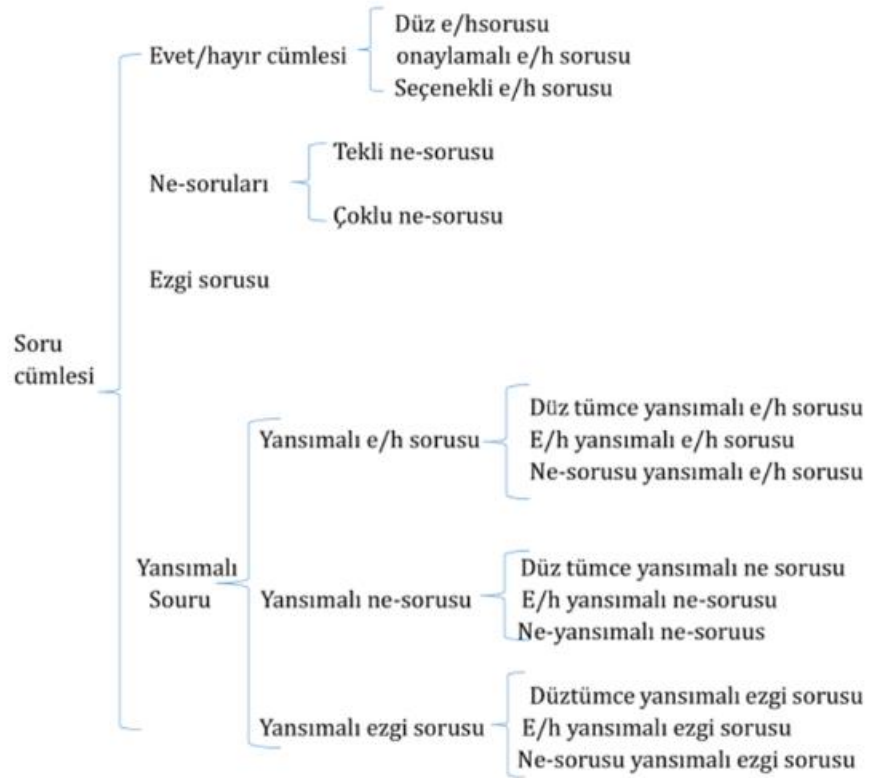 Düz e/hsorusu
Evet/hayır cümlesi
onaylamalı e/h sorusu
Seçenekli e/h sorusu
Tekli ne-sorusu
Ne-soruları
Çoklu ne-sorusu
Ezgi sorusu
Soru
cümlesi
Düz tümce yansımalı e/h sorusu
Yansımalı e/h sorusu
E/h yansımalı e/h sorusu
Ne-sorusu yansımalı e/h sorusu
Yansımalı
Souru
Düz tümce yansımalı ne sorusu
Yansımalı ne-sorusu
E/h yansımalı ne-sorusu
Ne-yansımalı ne-soruus
Düztümce yansımalı ezgi sorusu
Yansımalı ezgi sorusu
E/h yansımalı ezgi sorusu
Ne-sorusu yansımalı ezgi sorusu